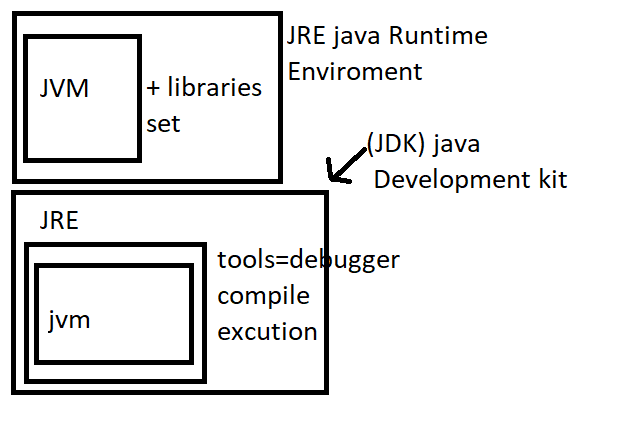 JRE java Runtime
Enviroment
JVM
+ libraries
set
(JDK) java
Development kit
JRE
tools=debugger
compile
excution
jvm